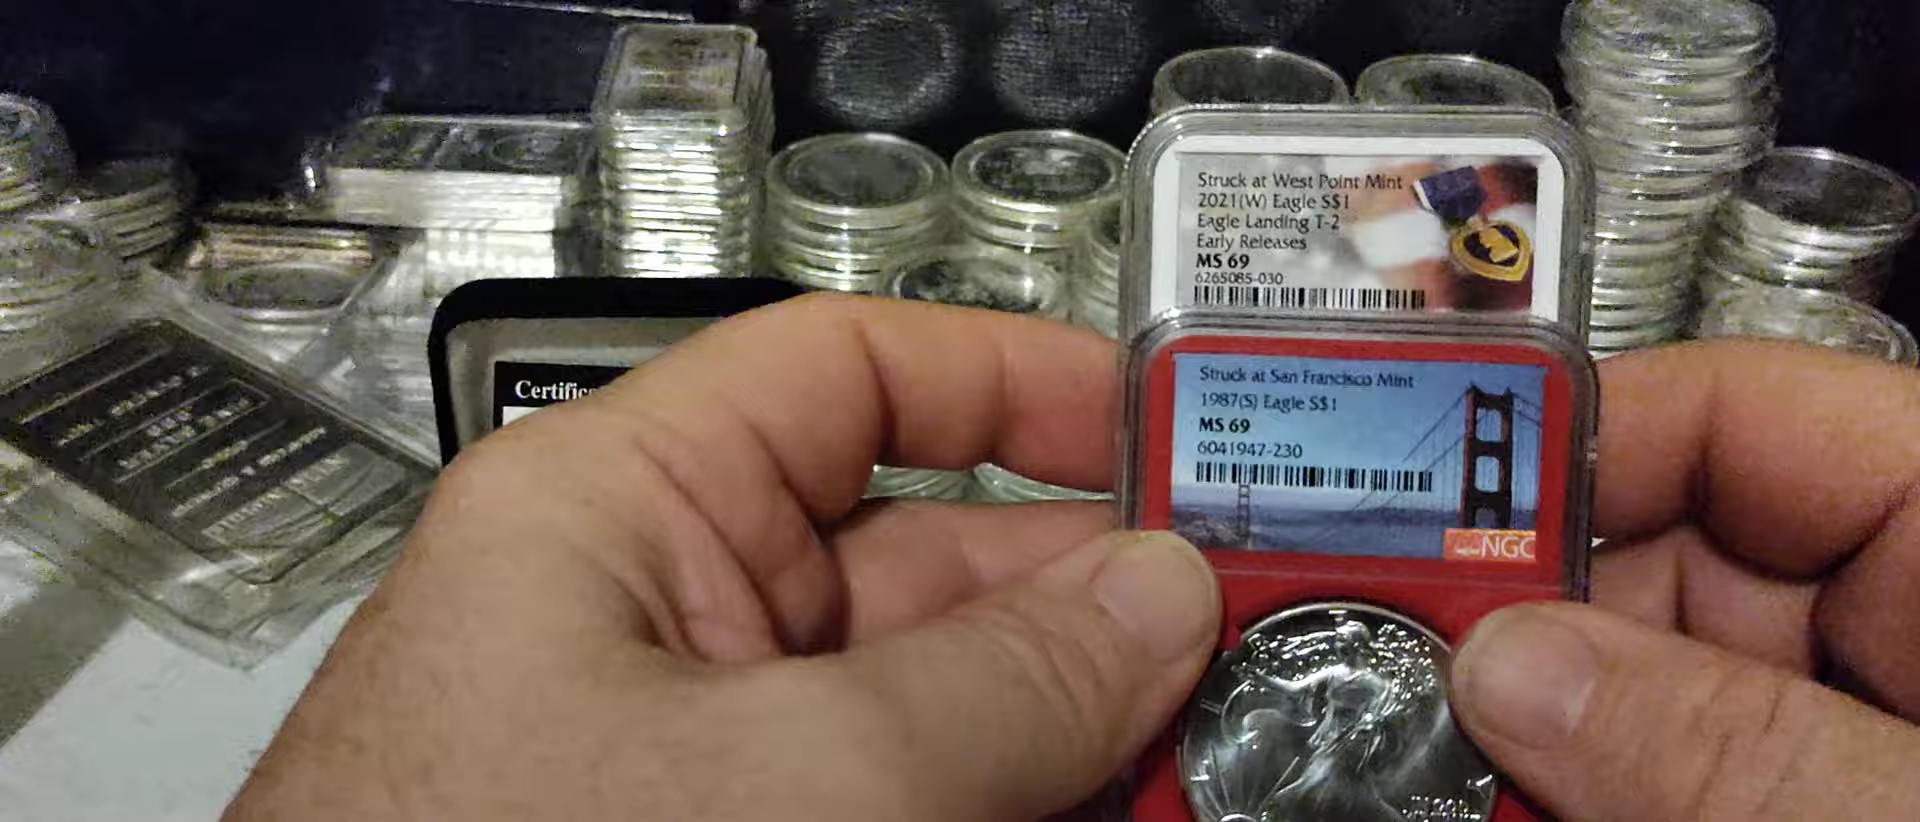 Struck at West Point Mint
2021(W) Eagle S$1
Eagle Landing T-2
Early Releases
MS 69
6265085-030
Certific
Struck at San Francisco Mint
1987(S) Eagle S$1
MS 69
6041947-230
NGC